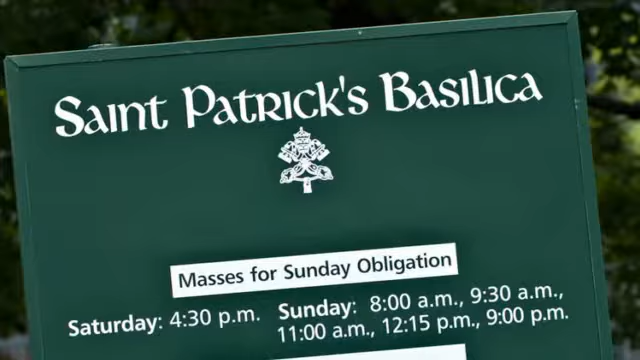 Saint Patrick's Basilica
Masses for Sunday Obligation
Saturday: 4:30 p.m.
Sunday: 8:00 a.m., 9:30 a.m.,
11:00 a.m., 12:15 p.m., 9:00 p.m.